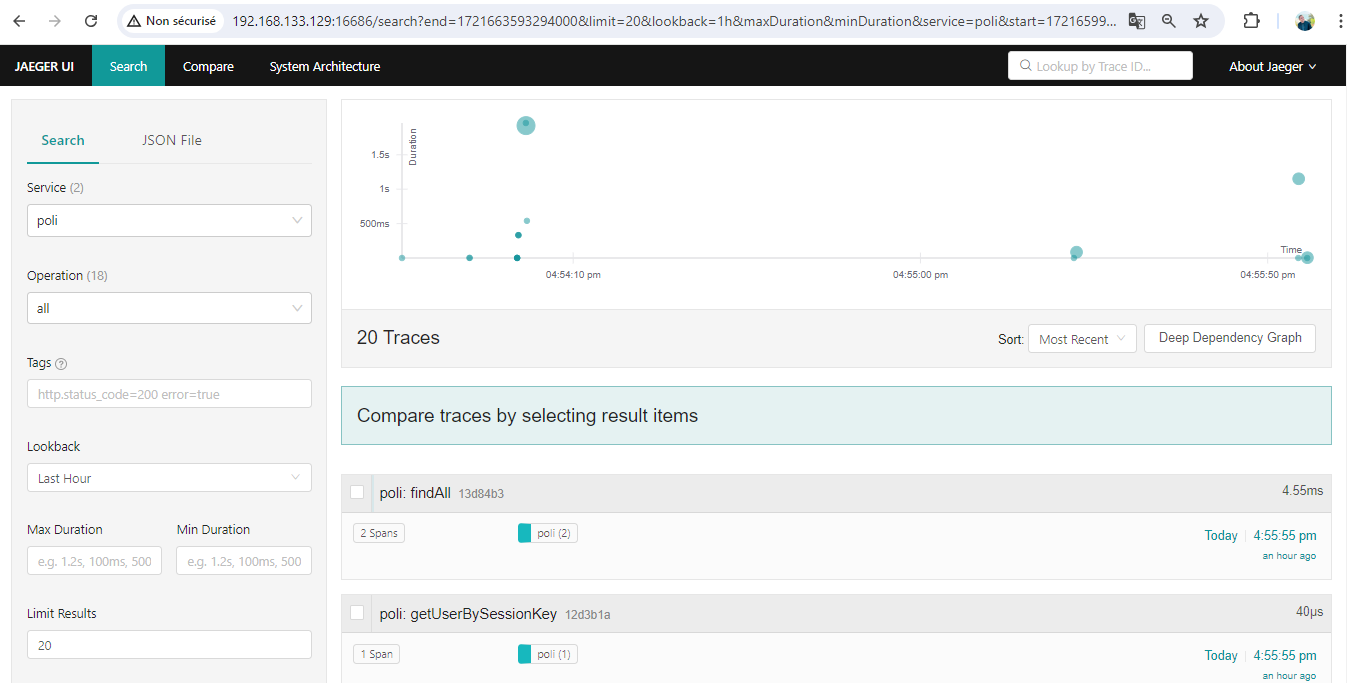 Non sécurisé 192.168.133.129:16686/search?end=1721663593294000&limit=20&lookback=1h&maxDuration&minDuration&service=poli&start=17216599...
JAEGER UI Search Compare System Architecture Lookup by Trace ID... About Jaeger
Search JSON File
Service (2)
poli
Operation (18)
all
Tags ?
http.status_code=200 error=true
Lookback
Last Hour
Max Duration Min Duration
e.g. 1.2s, 100ms, 500 e.g. 1.2s, 100ms, 500
Limit Results
20
Duration
1.5s
1s
500ms
Time
04:54:10 pm 04:55:00 pm 04:55:50 pm
20 Traces Sort: Most Recent Deep Dependency Graph
Compare traces by selecting result items
poli: findAll 13d84b3 4.55ms
2 Spans poli (2) Today 4:55:55 pm
an hour ago
poli: getUserBySessionKey 12d3b1a 40μs
1 Span poli (1) Today 4:55:55 pm
an hour ago